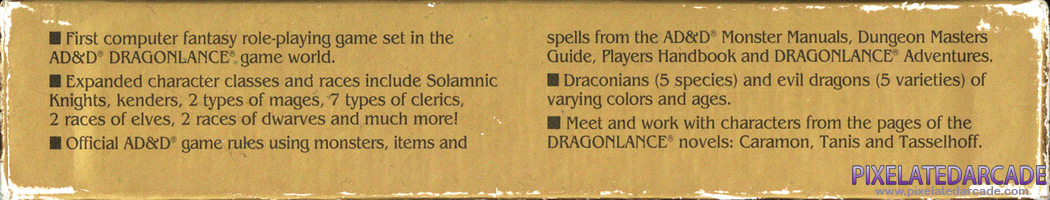 ■ First computer fantasy role-playing game set in the
AD&D® DRAGONLANCE® game world.
■ Expanded character classes and races include Solamnic
Knights, kenders, 2 types of mages, 7 types of clerics,
2 races of elves, 2 races of dwarves and much more!
■ Official AD&D® game rules using monsters, items and
spells from the AD&D® Monster Manuals, Dungeon Masters
Guide, Players Handbook and DRAGONLANCE® Adventures.
■ Draconians (5 species) and evil dragons (5 varieties) of
varying colors and ages.
■ Meet and work with characters from the pages of the
DRAGONLANCE® novels: Caramon, Tanis and Tasselhoff.
PIXELATEDARCADE
www.pixelatedarcade.com